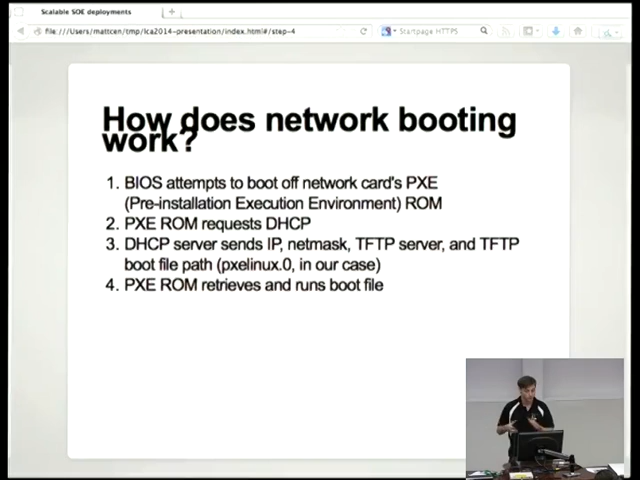 Scalable SOE deployments
file:///Users/mattcen/tmp/lca2014-presentation/index.html#/step-4
Startpage HTTPS
How does network booting
work?
1. BIOS attempts to boot off network card's PXE
(Pre-installation Execution Environment) ROM
2. PXE ROM requests DHCP
3. DHCP server sends IP, netmask, TFTP server, and TFTP
boot file path (pxelinux.0, in our case)
4. PXE ROM retrieves and runs boot file